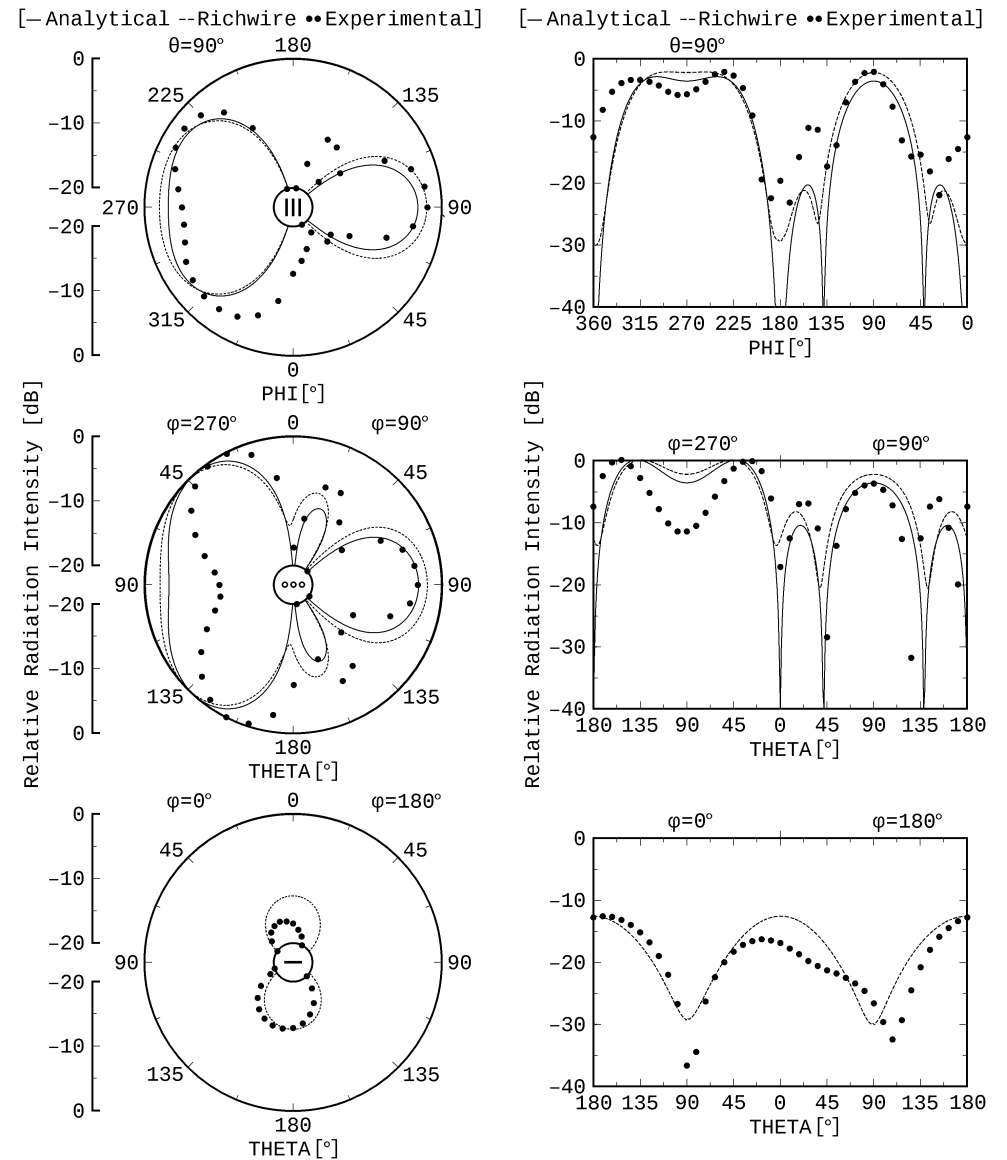 [— Analytical -- Richwire •• Experimental]
[— Analytical -- Richwire •• Experimental]
θ=90° 180
0
225
135
−10
−20
270
90
−20
−10
315
45
0
0
PHI[°]
θ=90°
0
−10
−20
−30
−40
360 315 270 225 180 135 90 45 0
PHI[°]
Relative Radiation Intensity [dB]
φ=270° 0 φ=90°
0
45
45
−10
−20
90
90
−20
−10
135
135
0
180
THETA[°]
Relative Radiation Intensity [dB]
φ=270° φ=90°
0
−10
−20
−30
−40
180 135 90 45 0 45 90 135 180
THETA[°]
φ=0° 0 φ=180°
0
45
45
−10
−20
90
90
−20
−10
135
135
0
180
THETA[°]
φ=0° φ=180°
0
−10
−20
−30
−40
180 135 90 45 0 45 90 135 180
THETA[°]